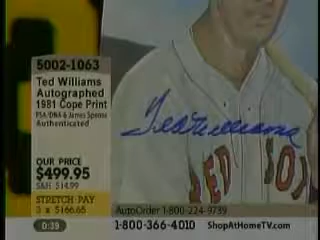 5002-1063
Ted Williams
Autographed
1981 Cope Print
PSA/DNA & James Spence
Authenticated
OUR PRICE
$499.95
S&H $14.99
STRETCH-PAY
3 x $166.65
0:39
Ted Williams
RED SOX
AutoOrder 1-800-224-9739
1-800-366-4010 ShopAtHomeTV.com